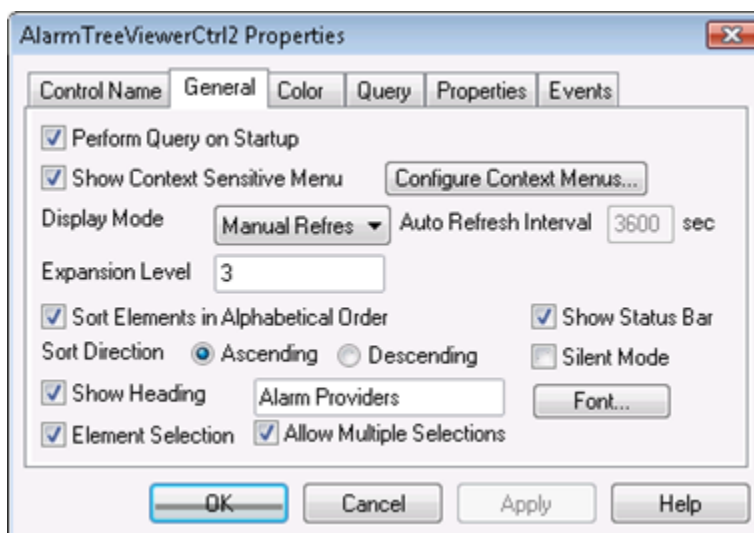 AlarmTreeViewerCtrl2 Properties
Control Name General Color Query Properties Events
Perform Query on Startup
Show Context Sensitive Menu Configure Context Menus...
Display Mode Manual Refres Auto Refresh Interval 3600 sec
Expansion Level 3
Sort Elements in Alphabetical Order Show Status Bar
Sort Direction Ascending Descending Silent Mode
Show Heading Alarm Providers Font...
Element Selection Allow Multiple Selections
OK Cancel Apply Help